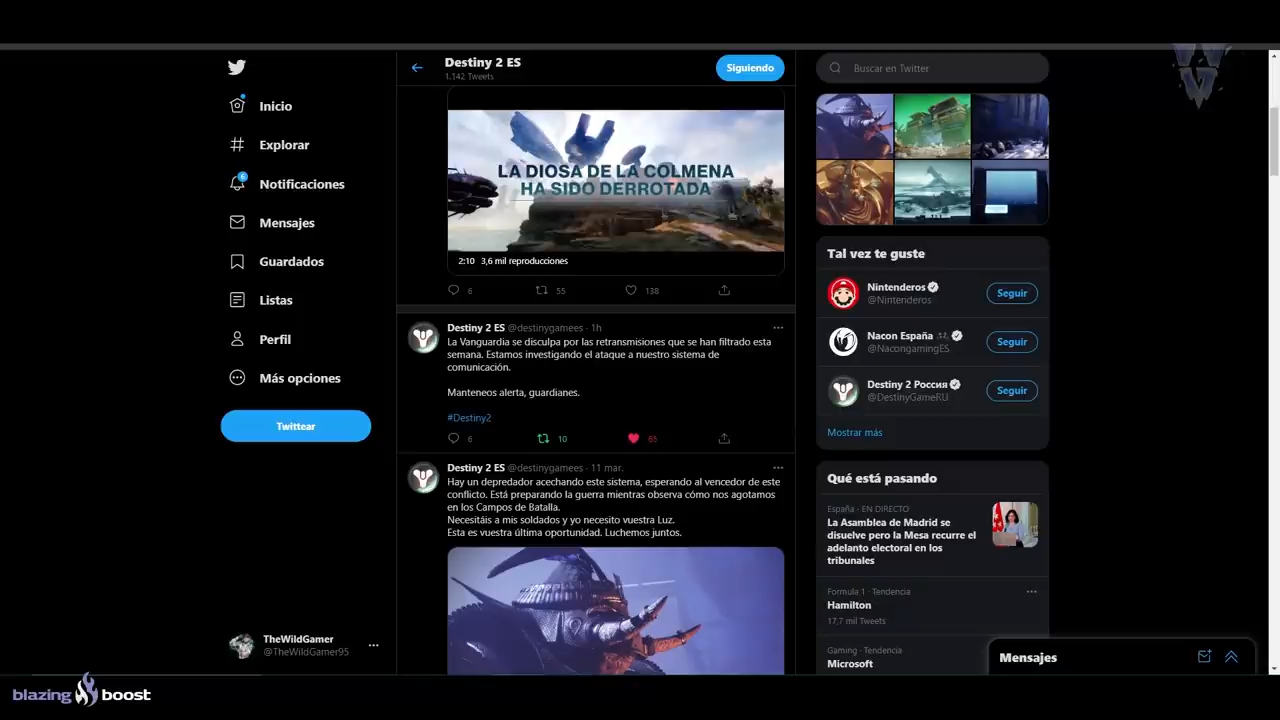 Destiny 2 ES
1.142 Tweets
Siguiendo
Buscar en Twitter
Inicio
Explorar
6
Notificaciones
Mensajes
Guardados
Listas
Perfil
Más opciones
Twittear
TheWildGamer
@TheWildGamer95
LA DIOSA DE LA COLMENA
HA SIDO DERROTADA
2:10 3,6 mil reproducciones
6 55 138
Destiny 2 ES @destinygamees · 1h
La Vanguardia se disculpa por las retransmisiones que se han filtrado esta
semana. Estamos investigando el ataque a nuestro sistema de
comunicación.
Manteneos alerta, guardianes.
#Destiny2
6 10 65
Destiny 2 ES @destinygamees · 11 mar.
Hay un depredador acechando este sistema, esperando al vencedor de este
conflicto. Está preparando la guerra mientras observa cómo nos agotamos
en los Campos de Batalla.
Necesitáis a mis soldados y yo necesito vuestra Luz.
Esta es vuestra última oportunidad. Luchemos juntos.
Tal vez te guste
Nintenderos
@Nintenderos
Seguir
Nacon España
@NacongamingES
Seguir
Destiny 2 Россия
@DestinyGameRU
Seguir
Mostrar más
Qué está pasando
España · EN DIRECTO
La Asamblea de Madrid se
disuelve pero la Mesa recurre el
adelanto electoral en los
tribunales
Formula 1 · Tendencia
Hamilton
17,7 mil Tweets
Gaming · Tendencia
Microsoft
Mensajes
blazing boost